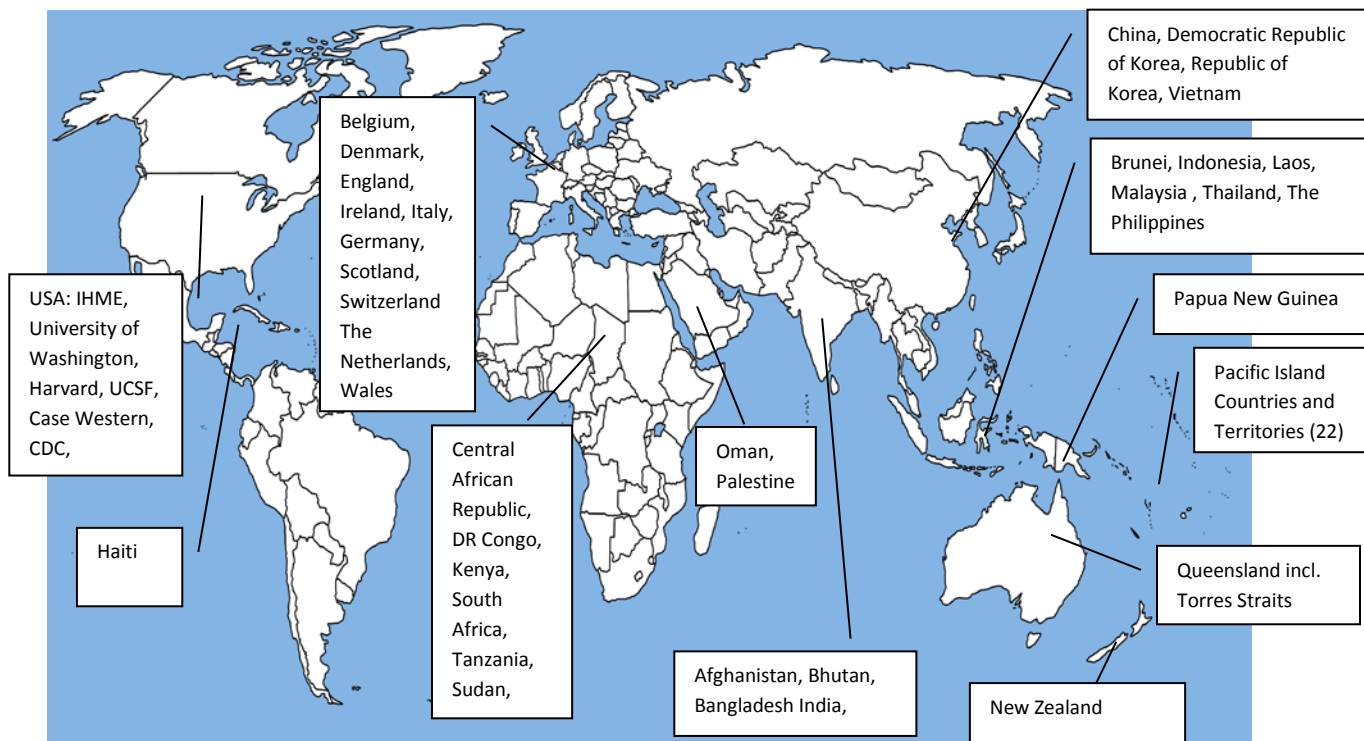 China, Democratic Republic
of Korea, Republic of
Korea, Vietnam
Belgium,
Denmark,
England,
Ireland, Italy,
Germany,
Scotland,
Switzerland
The
Netherlands,
Wales
Brunei, Indonesia, Laos,
Malaysia , Thailand, The
Philippines
USA: IHME,
University of
Washington,
Harvard, UCSF,
Case Western,
CDC,
Papua New Guinea
Pacific Island
Countries and
Territories (22)
Central
African
Republic,
DR Congo,
Kenya,
South
Africa,
Tanzania,
Sudan,
Oman,
Palestine
Haiti
Queensland incl.
Torres Straits
Afghanistan, Bhutan,
Bangladesh India,
New Zealand